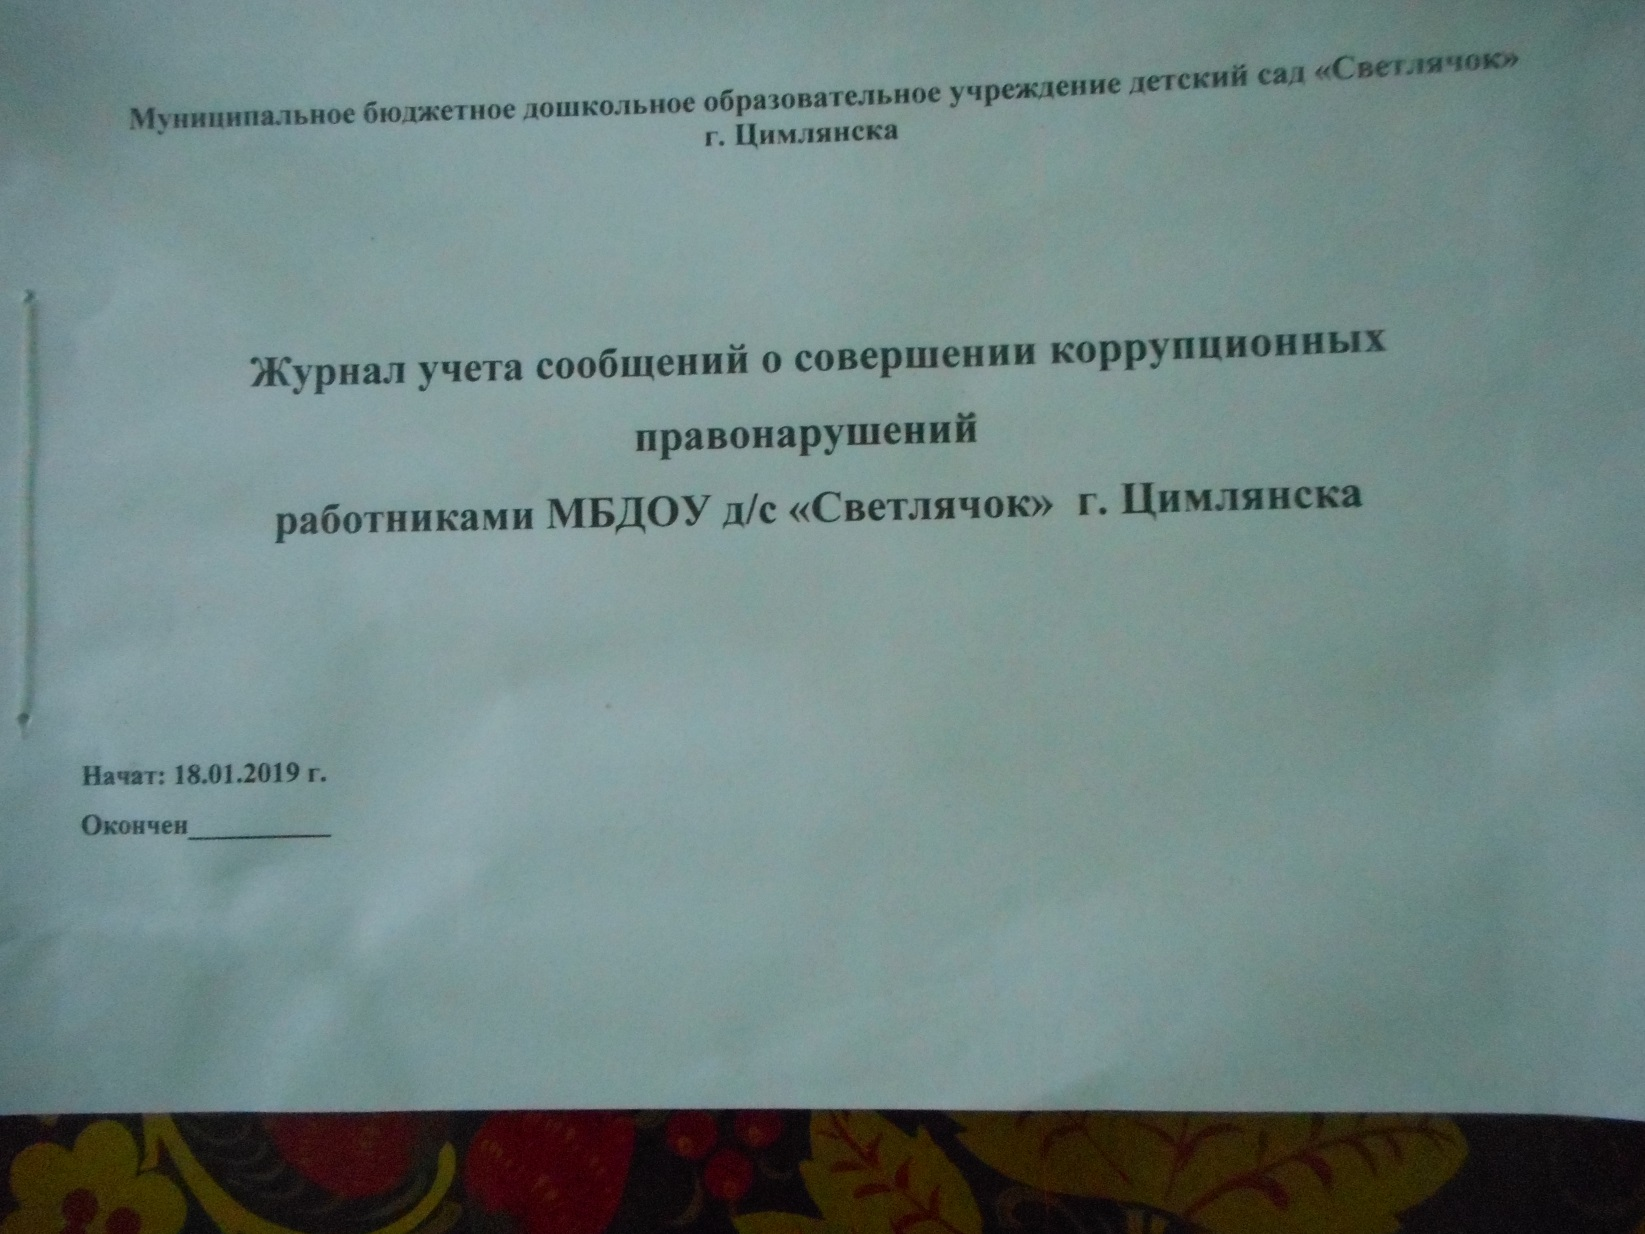 Муниципальное бюджетное дошкольное образовательное учреждение детский сад «Светлячок»
г. Цимлянска
Журнал учета сообщений о совершении коррупционных
правонарушений
работниками МБДОУ д/с «Светлячок» г. Цимлянска
Начат: 18.01.2019 г.
Окончен__________